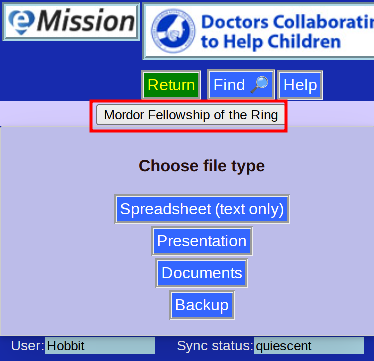 eMission
Doctors Collaborating
to Help Children
Return Find Help
Mordor Fellowship of the Ring
Choose file type
Spreadsheet (text only)
Presentation
Documents
Backup
User: Hobbit Sync status: quiescent